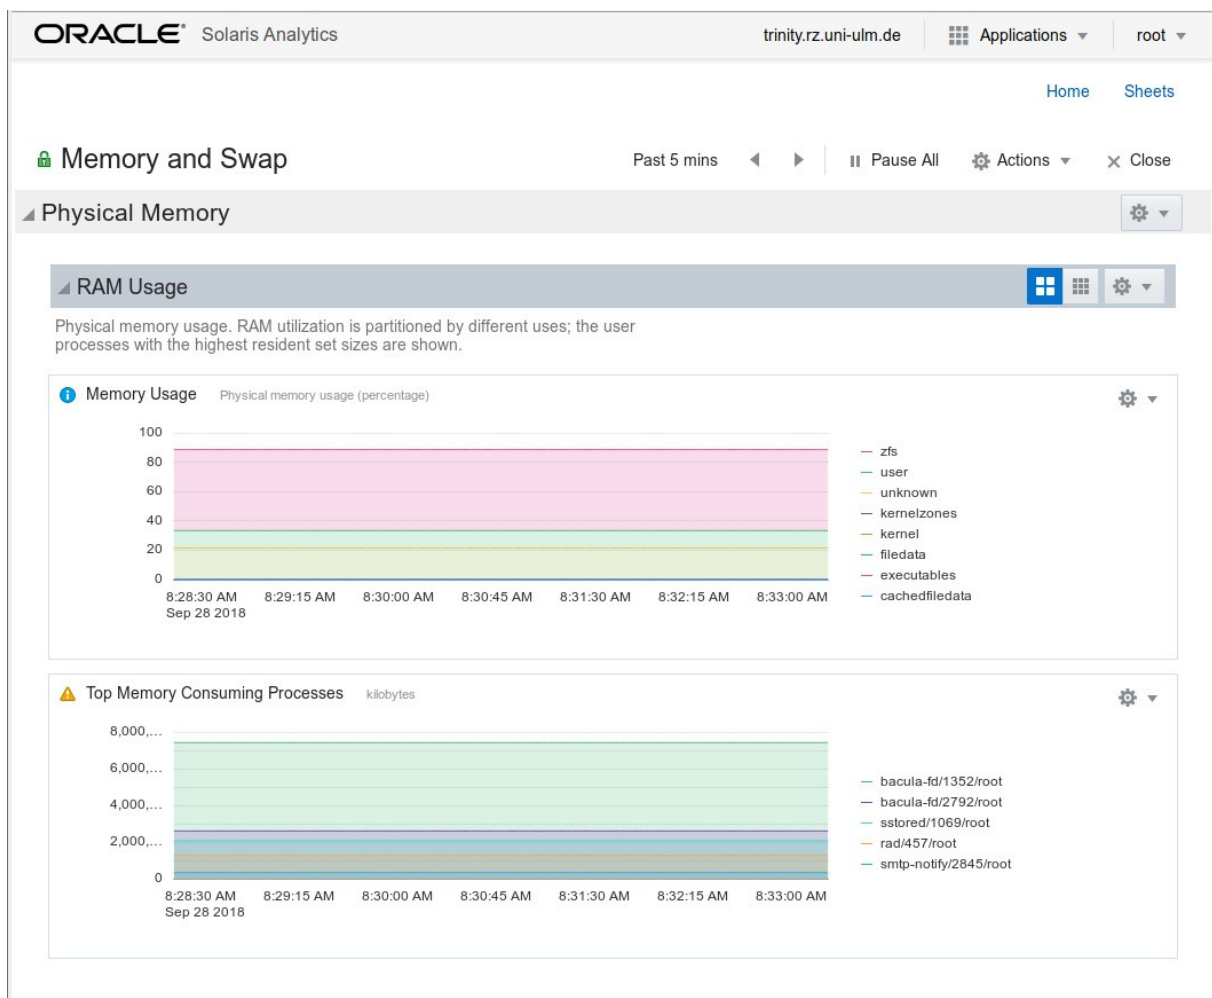 ORACLE® Solaris Analytics trinity.rz.uni-ulm.de Applications root
Home Sheets
Memory and Swap Past 5 mins Pause All Actions Close
Physical Memory
RAM Usage
Physical memory usage. RAM utilization is partitioned by different uses; the user
processes with the highest resident set sizes are shown.
Memory Usage Physical memory usage (percentage)
100
80
60
40
20
0
8:28:30 AM 8:29:15 AM 8:30:00 AM 8:30:45 AM 8:31:30 AM 8:32:15 AM 8:33:00 AM
Sep 28 2018
zfs
user
unknown
kernelzones
kernel
filedata
executables
cachedfiledata
Top Memory Consuming Processes kilobytes
8,000,...
6,000,...
4,000,...
2,000,...
0
8:28:30 AM 8:29:15 AM 8:30:00 AM 8:30:45 AM 8:31:30 AM 8:32:15 AM 8:33:00 AM
Sep 28 2018
bacula-fd/1352/root
bacula-fd/2792/root
sstored/1069/root
rad/457/root
smtp-notify/2845/root